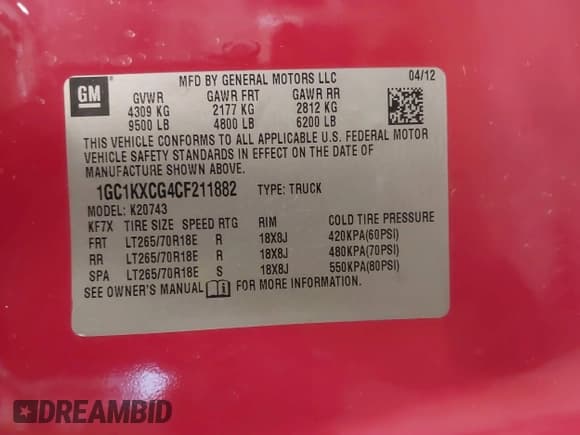 GM
MFD BY GENERAL MOTORS LLC 04/12
GVWR GAWR FRT GAWR RR
4309 KG 2177 KG 2812 KG
9500 LB 4800 LB 6200 LB
THIS VEHICLE CONFORMS TO ALL APPLICABLE U.S. FEDERAL MOTOR
VEHICLE SAFETY STANDARDS IN EFFECT ON THE DATE OF
MANUFACTURE SHOWN ABOVE.
1GC1KXCG4CF211882 TYPE: TRUCK
MODEL: K20743
KF7X TIRE SIZE SPEED RTG RIM COLD TIRE PRESSURE
FRT LT265/70R18E R 18X8J 420KPA(60PSI)
RR LT265/70R18E R 18X8J 480KPA(70PSI)
SPA LT265/70R18E S 18X8J 550KPA(80PSI)
SEE OWNER'S MANUAL FOR MORE INFORMATION.
DREAMBID